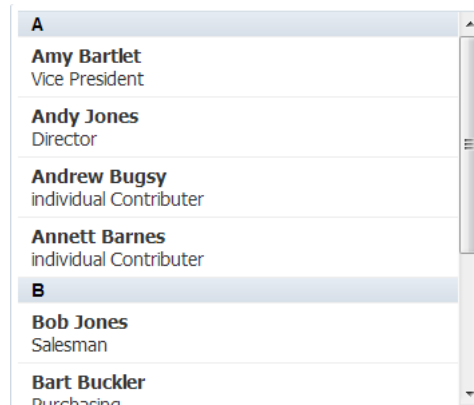 A
Amy Bartlet
Vice President
Andy Jones
Director
Andrew Bugsy
individual Contributer
Annett Barnes
individual Contributer
B
Bob Jones
Salesman
Bart Buckler
Purchasing